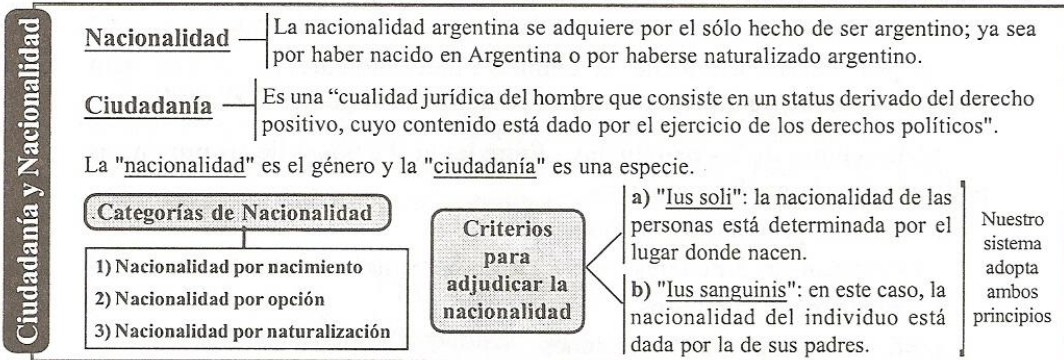 Ciudadanía y Nacionalidad
Nacionalidad
La nacionalidad argentina se adquiere por el sólo hecho de ser argentino; ya sea
por haber nacido en Argentina o por haberse naturalizado argentino.
Ciudadanía
Es una “cualidad jurídica del hombre que consiste en un status derivado del derecho
positivo, cuyo contenido está dado por el ejercicio de los derechos políticos".
La "nacionalidad" es el género y la "ciudadanía" es una especie.
Categorías de Nacionalidad
1) Nacionalidad por nacimiento
2) Nacionalidad por opción
3) Nacionalidad por naturalización
Criterios
para
adjudicar la
nacionalidad
a) "Ius soli": la nacionalidad de las
personas está determinada por el
lugar donde nacen.
b) "Ius sanguinis": en este caso, la
nacionalidad del individuo está
dada por la de sus padres.
Nuestro
sistema
adopta
ambos
principios